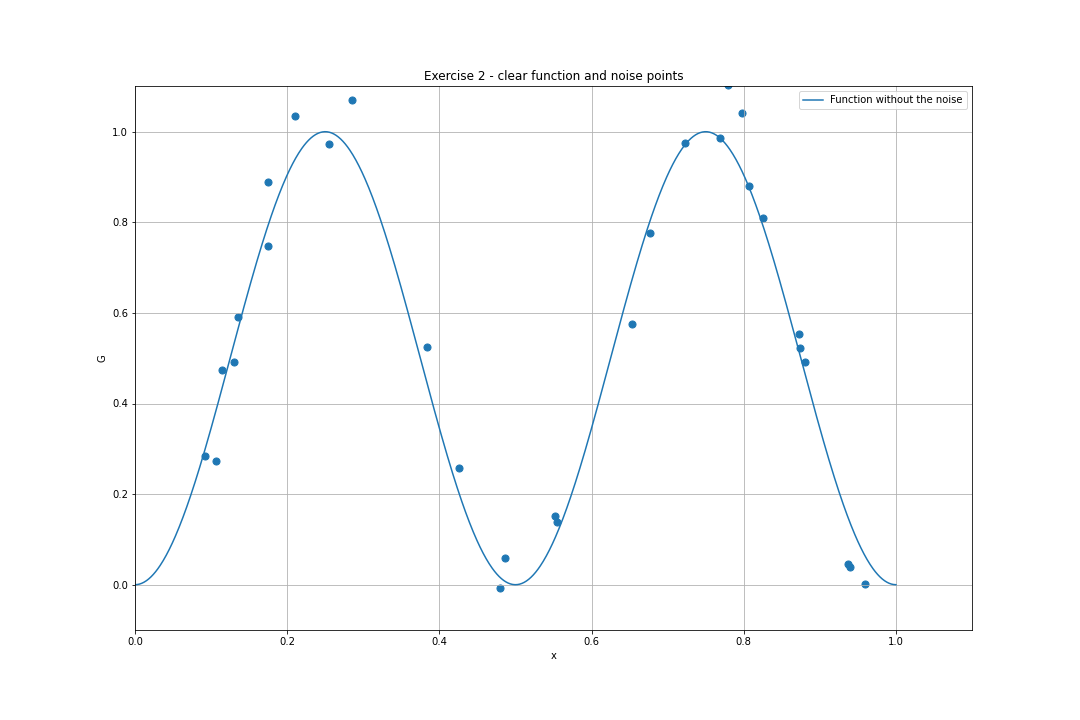 Exercise 2 - clear function and noise points
Function without the noise
1.0
0.8
0.6
0.4
0.2
0.0
G
0.0 0.2 0.4 0.6 0.8 1.0
x